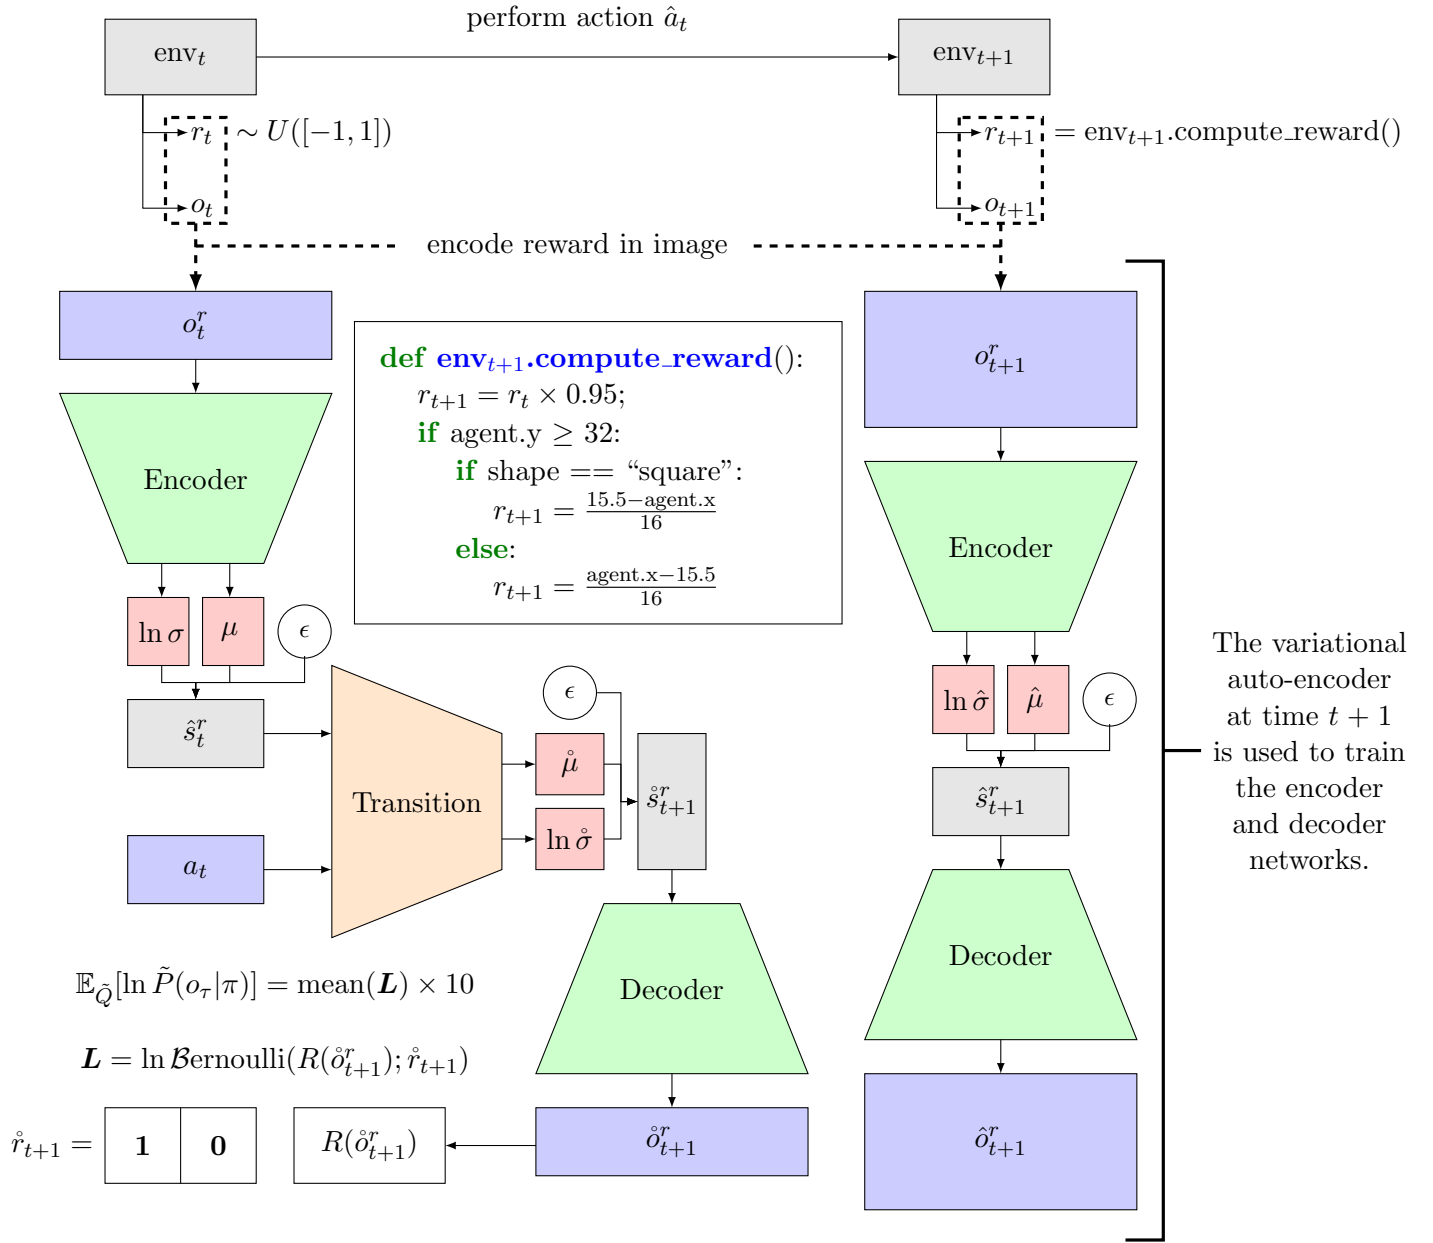 perform action â_t
env_t
env_{t+1}
r_t ∼ U([−1, 1])
r_{t+1} = env_{t+1}.compute_reward()
o_t
o_{t+1}
encode reward in image
o^r_t
o^r_{t+1}
def env_{t+1}.compute_reward():
r_{t+1} = r_t × 0.95;
if agent.y ≥ 32:
if shape == “square”:
r_{t+1} = \frac{15.5−agent.x}{16}
else:
r_{t+1} = \frac{agent.x−15.5}{16}
Encoder
Encoder
ln σ
μ
ϵ
ln σ̂
μ̂
ϵ
ŝ^r_t
ϵ
Transition
μ̊
ln σ̊
s̊^r_{t+1}
ŝ^r_{t+1}
a_t
The variational
auto-encoder
at time t + 1
is used to train
the encoder
and decoder
networks.
Decoder
Decoder
𝔼_{Q̃}[ln P̃(o_τ|π)] = mean(L) × 10
L = ln Bernoulli(R(o̊^r_{t+1}); r̊_{t+1})
r̊_{t+1} = 1 0
R(o̊^r_{t+1})
o̊^r_{t+1}
ô^r_{t+1}